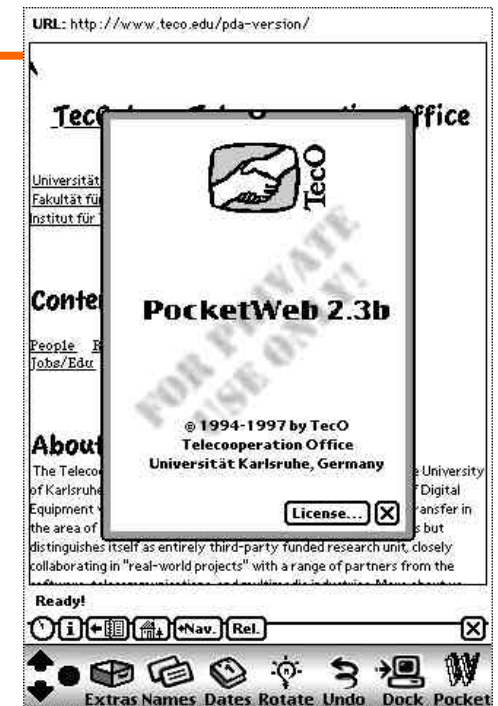 URL: http://www.teco.edu/pda-version/
TecO
ffice
Universität
Fakultät für
Institut für
TecO
Conte
PocketWeb 2.3b
FOR PRIVATE
USE ONLY!
People
Jobs/Edu
© 1994-1997 by TecO
Telecooperation Office
Universität Karlsruhe, Germany
About
The Teleco e University
of Karlsruhe f Digital
Equipment ransfer in
License...
the area of s but
distinguishes itself as entirely third-party funded research unit, closely
collaborating in "real-world projects" with a range of partners from the
Ready!
Nav. Rel.
Extras Names Dates Rotate Undo Dock Pocket